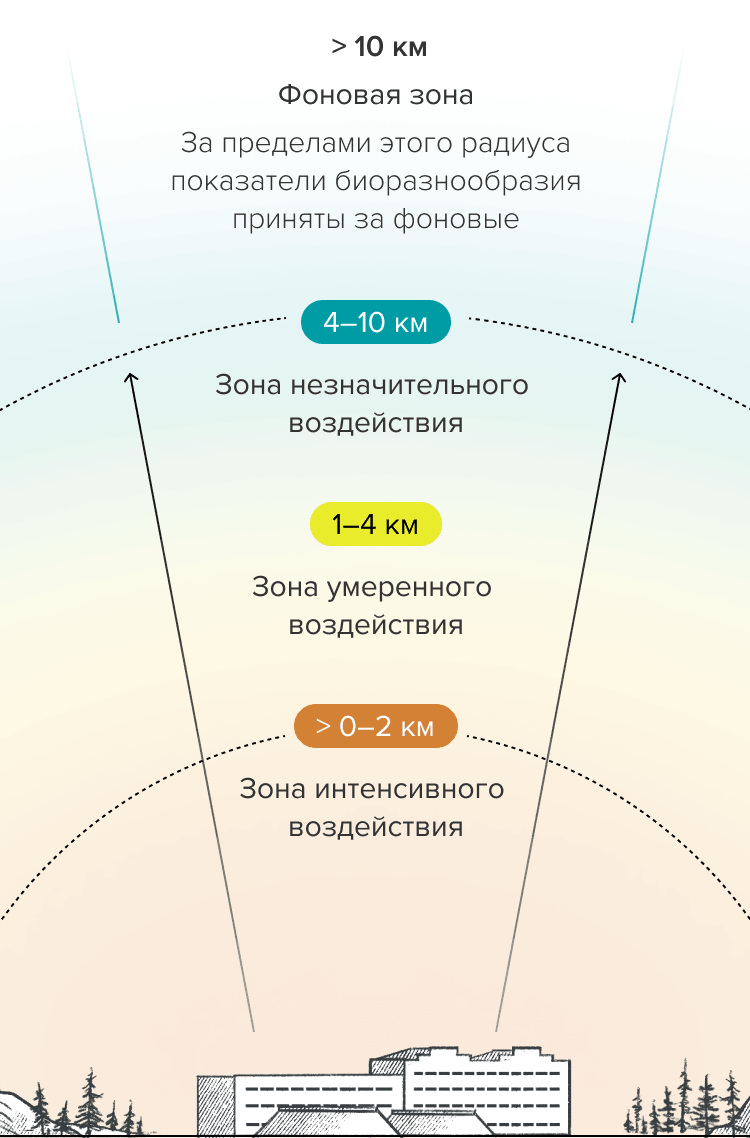 > 10 км
Фоновая зона
За пределами этого радиуса
показатели биоразнообразия
приняты за фоновые
4–10 км
Зона незначительного
воздействия
1–4 км
Зона умеренного
воздействия
> 0–2 км
Зона интенсивного
воздействия